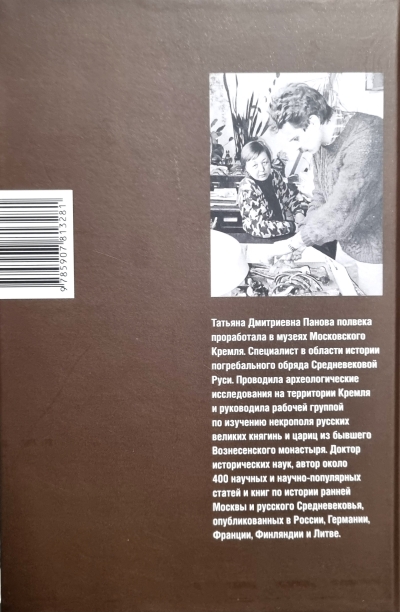 9785907813281
Татьяна Дмитриевна Панова полвека
проработала в музеях Московского
Кремля. Специалист в области истории
погребального обряда Средневековой
Руси. Проводила археологические
исследования на территории Кремля
и руководила рабочей группой
по изучению некрополя русских
великих княгинь и цариц из бывшего
Вознесенского монастыря. Доктор
исторических наук, автор около
400 научных и научно-популярных
статей и книг по истории ранней
Москвы и русского Средневековья,
опубликованных в России, Германии,
Франции, Финляндии и Литве.